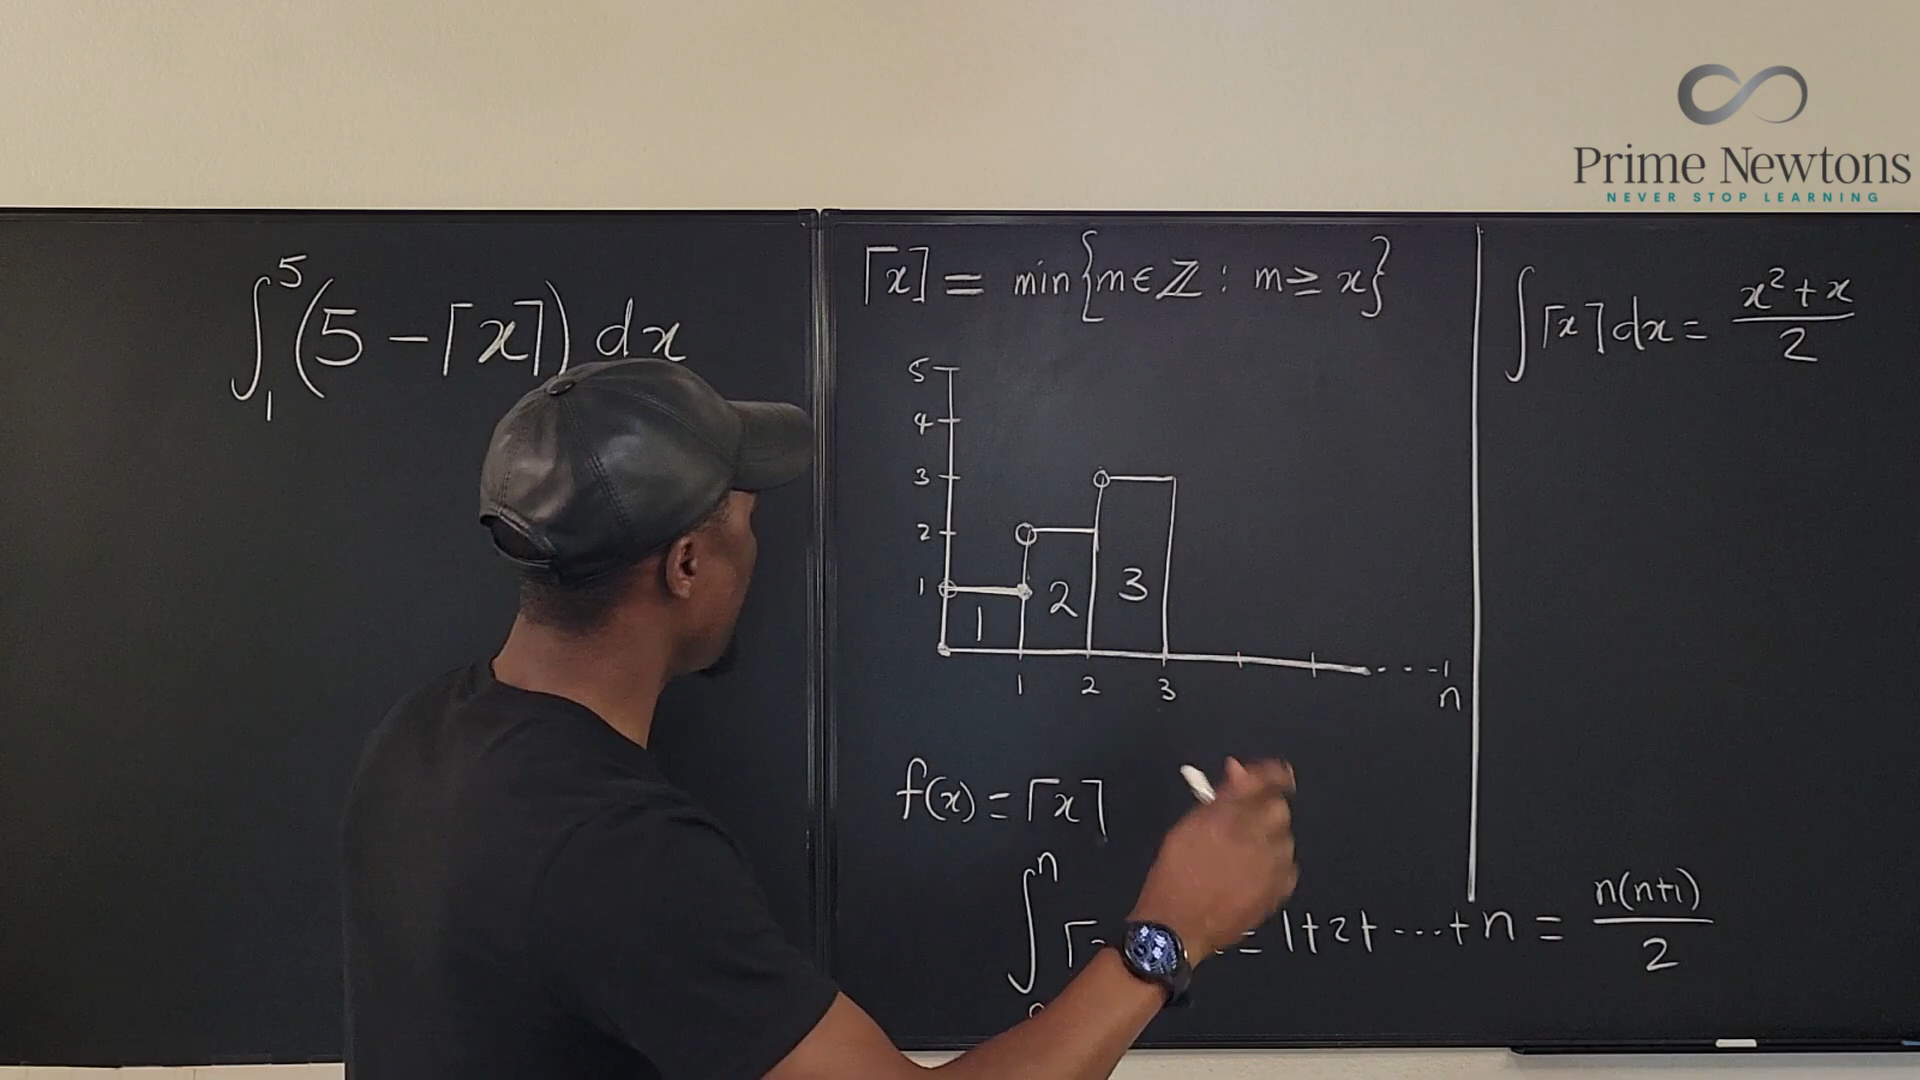 Prime Newtons
NEVER STOP LEARNING
∫₁⁵ (5 − ⌈x⌉) dx
⌈x⌉ = min{m ∈ ℤ : m ≥ x}
5
4
3
2
1
1 2 3
1 2 3 n
f(x) = ⌈x⌉
∫ⁿ ⌈ = 1+2+ ··· + n = n(n+1)/2
∫⌈x⌉ dx = (x² + x)/2